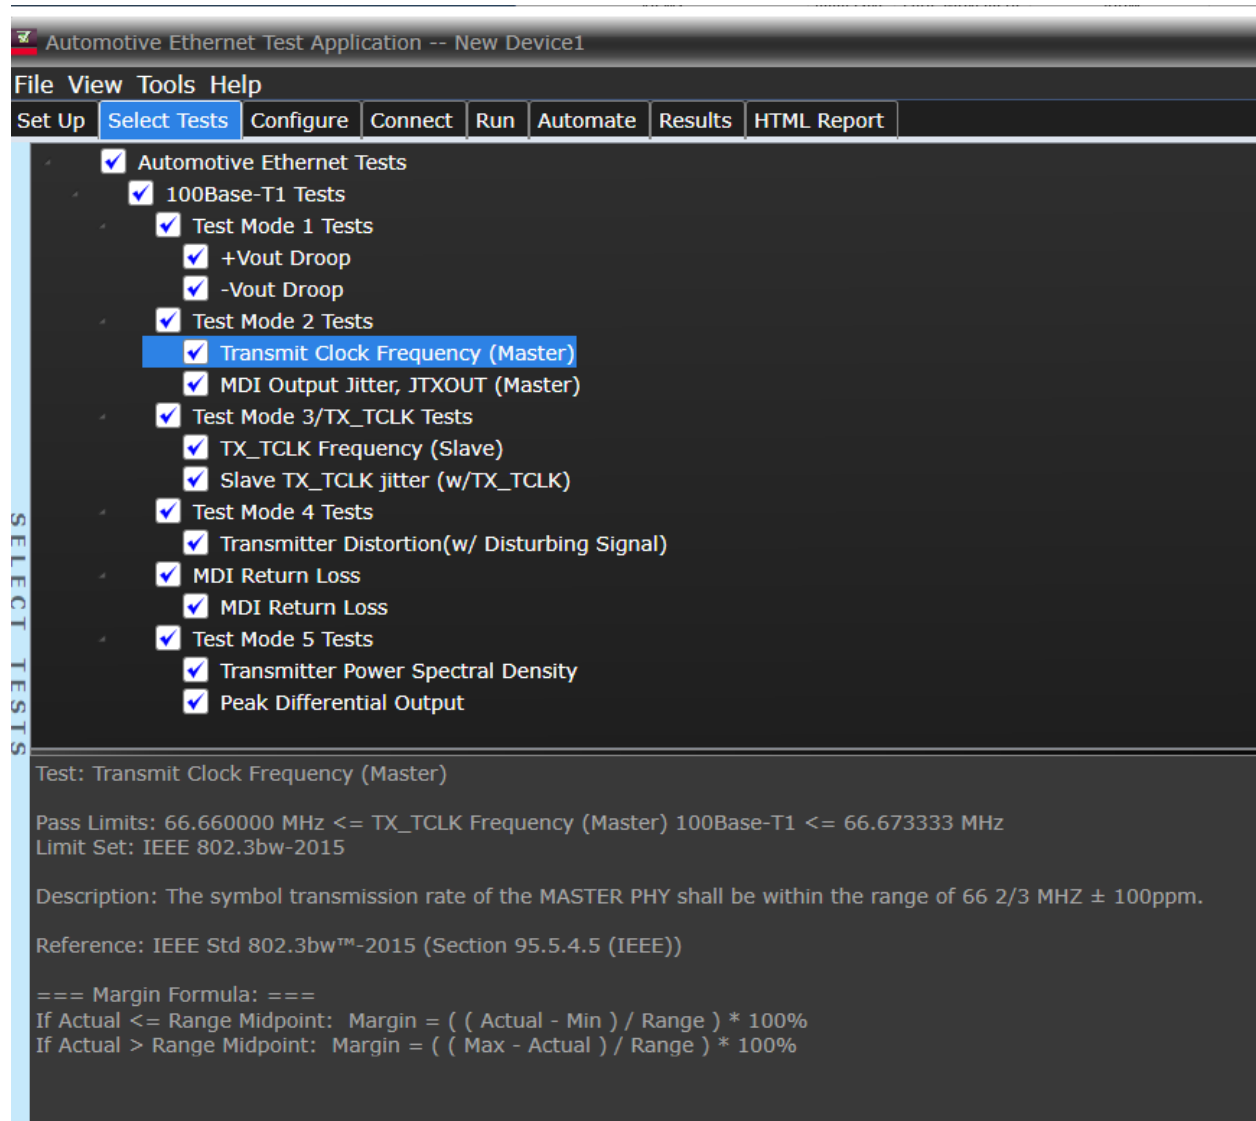 Automotive Ethernet Test Application -- New Device1
File View Tools Help
Set Up Select Tests Configure Connect Run Automate Results HTML Report
Automotive Ethernet Tests
100Base-T1 Tests
Test Mode 1 Tests
+Vout Droop
-Vout Droop
Test Mode 2 Tests
Transmit Clock Frequency (Master)
MDI Output Jitter, JTXOUT (Master)
Test Mode 3/TX_TCLK Tests
TX_TCLK Frequency (Slave)
Slave TX_TCLK jitter (w/TX_TCLK)
Test Mode 4 Tests
Transmitter Distortion(w/ Disturbing Signal)
MDI Return Loss
MDI Return Loss
Test Mode 5 Tests
Transmitter Power Spectral Density
Peak Differential Output
SELECT TESTS
Test: Transmit Clock Frequency (Master)
Pass Limits: 66.660000 MHz <= TX_TCLK Frequency (Master) 100Base-T1 <= 66.673333 MHz
Limit Set: IEEE 802.3bw-2015
Description: The symbol transmission rate of the MASTER PHY shall be within the range of 66 2/3 MHZ ± 100ppm.
Reference: IEEE Std 802.3bw™-2015 (Section 95.5.4.5 (IEEE))
=== Margin Formula: ===
If Actual <= Range Midpoint: Margin = ( ( Actual - Min ) / Range ) * 100%
If Actual > Range Midpoint: Margin = ( ( Max - Actual ) / Range ) * 100%